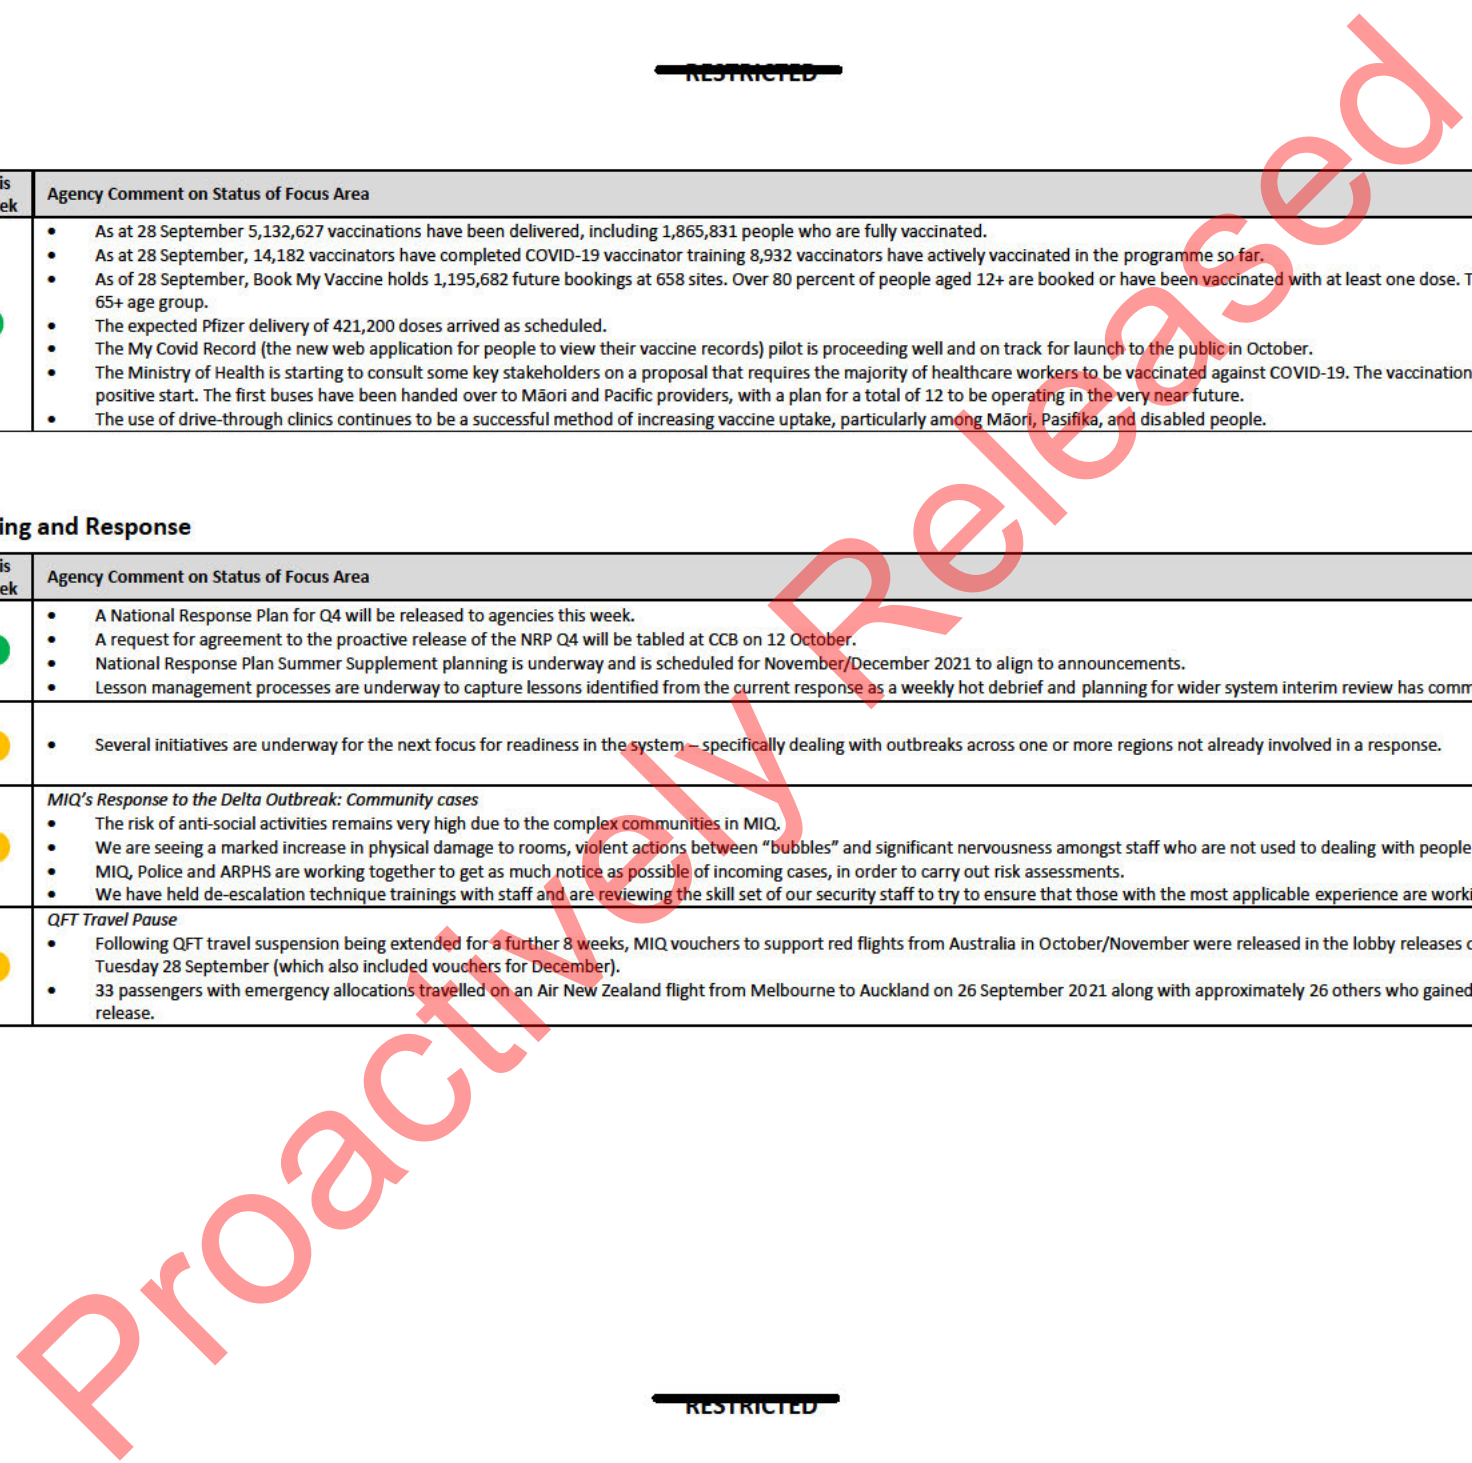 RESTRICTED
is
ek
Agency Comment on Status of Focus Area
• As at 28 September 5,132,627 vaccinations have been delivered, including 1,865,831 people who are fully vaccinated.
• As at 28 September, 14,182 vaccinators have completed COVID-19 vaccinator training 8,932 vaccinators have actively vaccinated in the programme so far.
• As of 28 September, Book My Vaccine holds 1,195,682 future bookings at 658 sites. Over 80 percent of people aged 12+ are booked or have been vaccinated with at least one dose. T
65+ age group.
• The expected Pfizer delivery of 421,200 doses arrived as scheduled.
• The My Covid Record (the new web application for people to view their vaccine records) pilot is proceeding well and on track for launch to the public in October.
• The Ministry of Health is starting to consult some key stakeholders on a proposal that requires the majority of healthcare workers to be vaccinated against COVID-19. The vaccination
positive start. The first buses have been handed over to Māori and Pacific providers, with a plan for a total of 12 to be operating in the very near future.
• The use of drive-through clinics continues to be a successful method of increasing vaccine uptake, particularly among Māori, Pasifika, and disabled people.
ing and Response
is
ek
Agency Comment on Status of Focus Area
• A National Response Plan for Q4 will be released to agencies this week.
• A request for agreement to the proactive release of the NRP Q4 will be tabled at CCB on 12 October.
• National Response Plan Summer Supplement planning is underway and is scheduled for November/December 2021 to align to announcements.
• Lesson management processes are underway to capture lessons identified from the current response as a weekly hot debrief and planning for wider system interim review has comm
• Several initiatives are underway for the next focus for readiness in the system – specifically dealing with outbreaks across one or more regions not already involved in a response.
MIQ's Response to the Delta Outbreak: Community cases
• The risk of anti-social activities remains very high due to the complex communities in MIQ.
• We are seeing a marked increase in physical damage to rooms, violent actions between “bubbles” and significant nervousness amongst staff who are not used to dealing with people
• MIQ, Police and ARPHS are working together to get as much notice as possible of incoming cases, in order to carry out risk assessments.
• We have held de-escalation technique trainings with staff and are reviewing the skill set of our security staff to try to ensure that those with the most applicable experience are worki
QFT Travel Pause
• Following QFT travel suspension being extended for a further 8 weeks, MIQ vouchers to support red flights from Australia in October/November were released in the lobby releases o
Tuesday 28 September (which also included vouchers for December).
• 33 passengers with emergency allocations travelled on an Air New Zealand flight from Melbourne to Auckland on 26 September 2021 along with approximately 26 others who gained
release.
Proactively Released
RESTRICTED